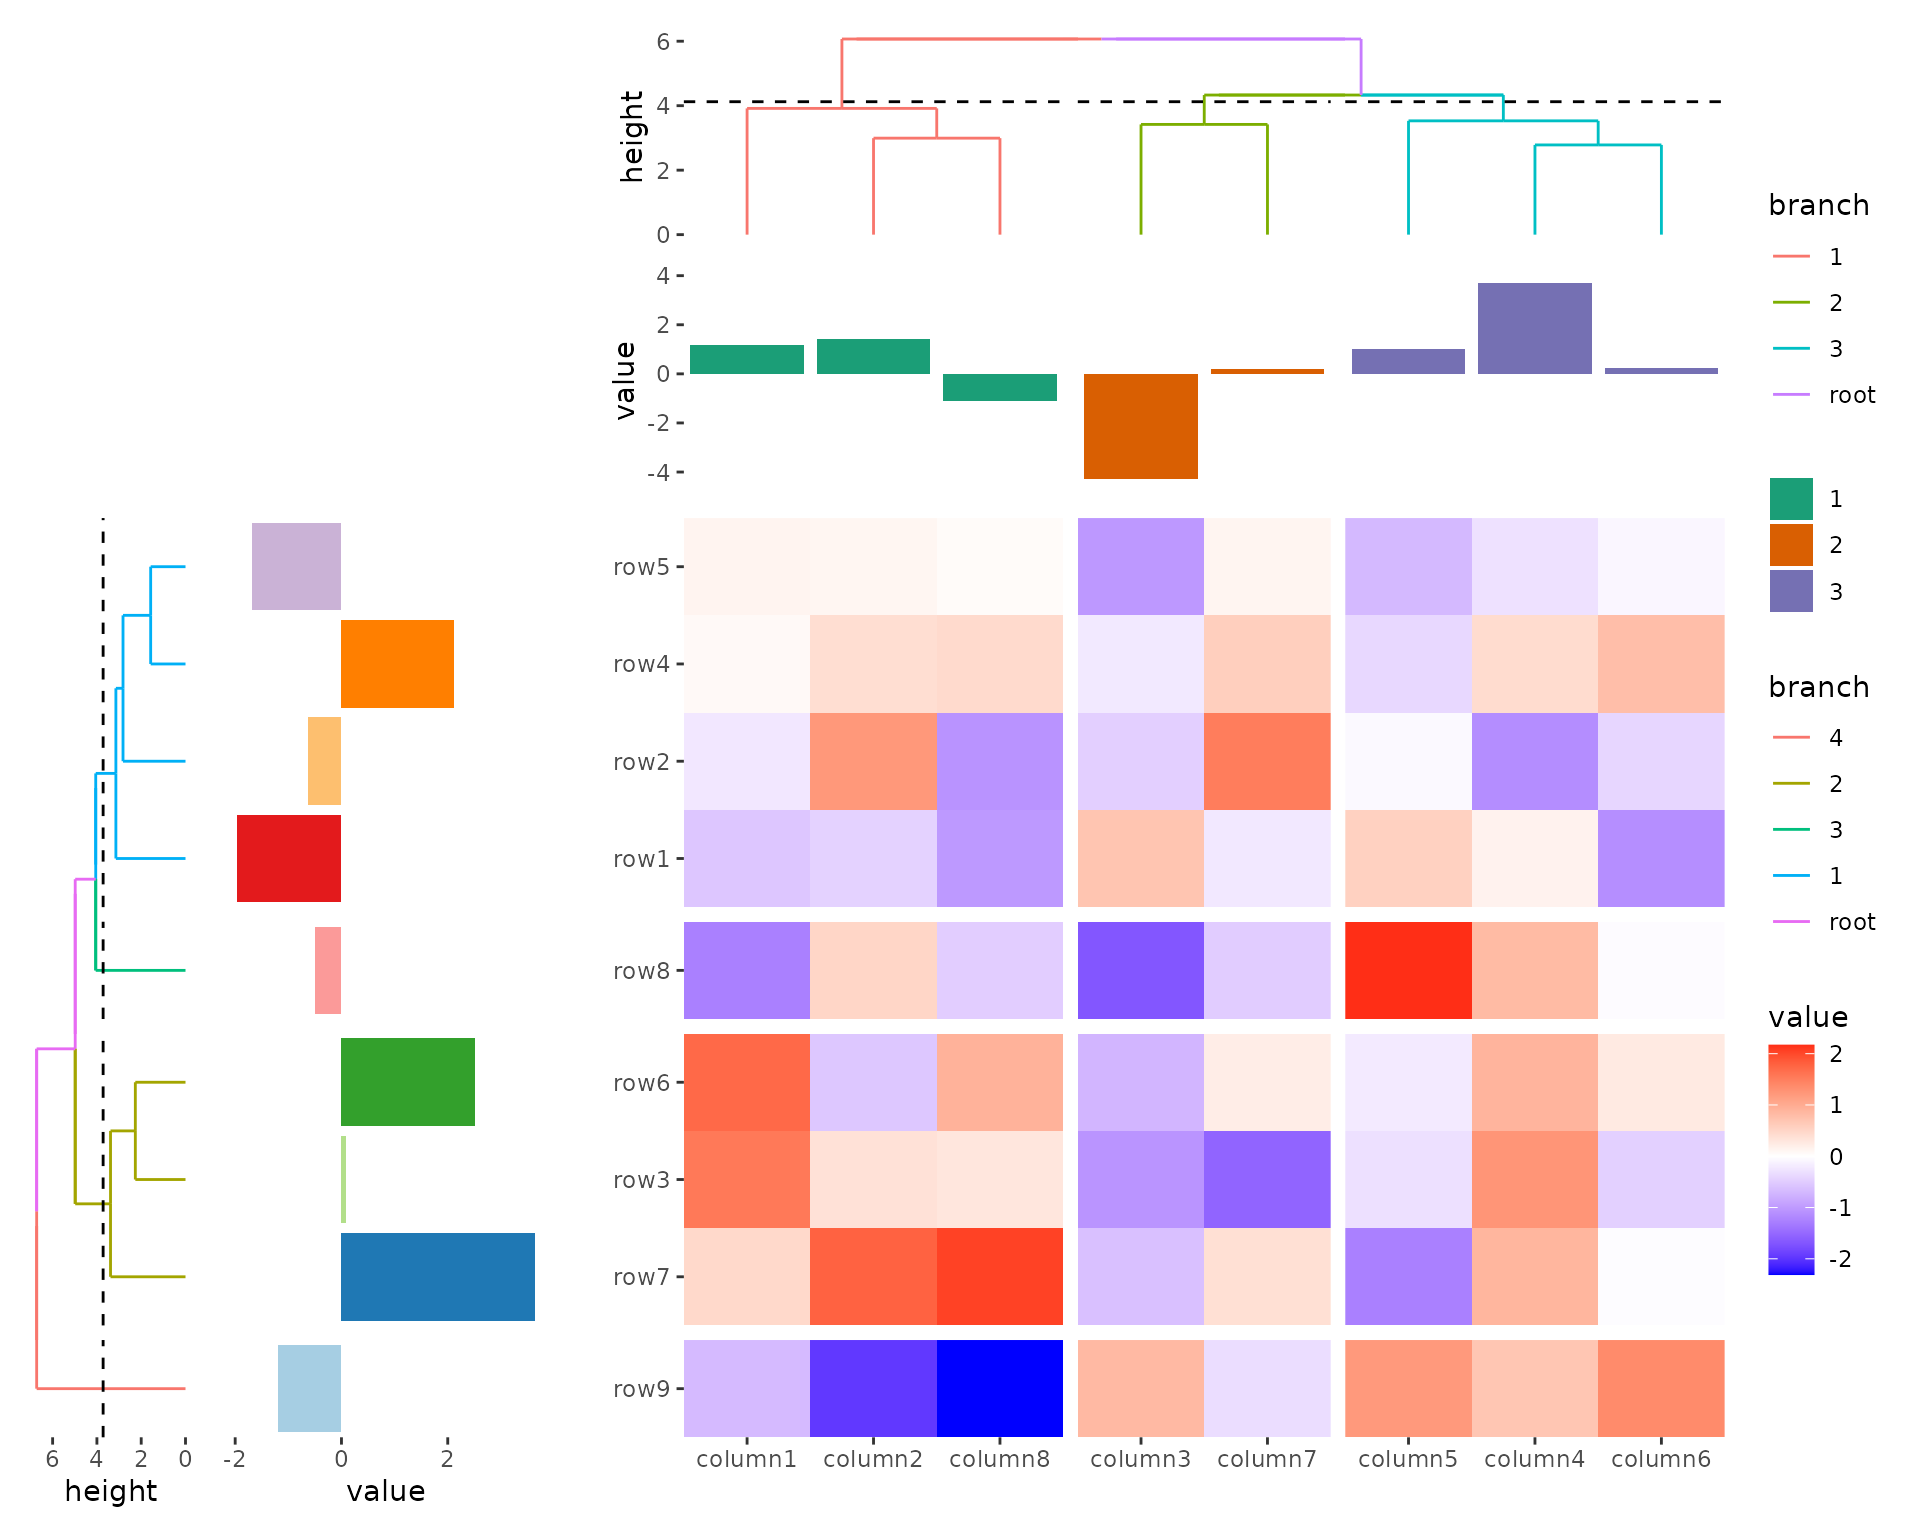 6
4
2
0
height
4
2
0
-2
-4
value
row5
row4
row2
row1
row8
row6
row3
row7
row9
6 4 2 0
height
-2 0 2
value
column1 column2 column8 column3 column7 column5 column4 column6
branch
1
2
3
root
1
2
3
branch
4
2
3
1
root
value
2
1
0
-1
-2